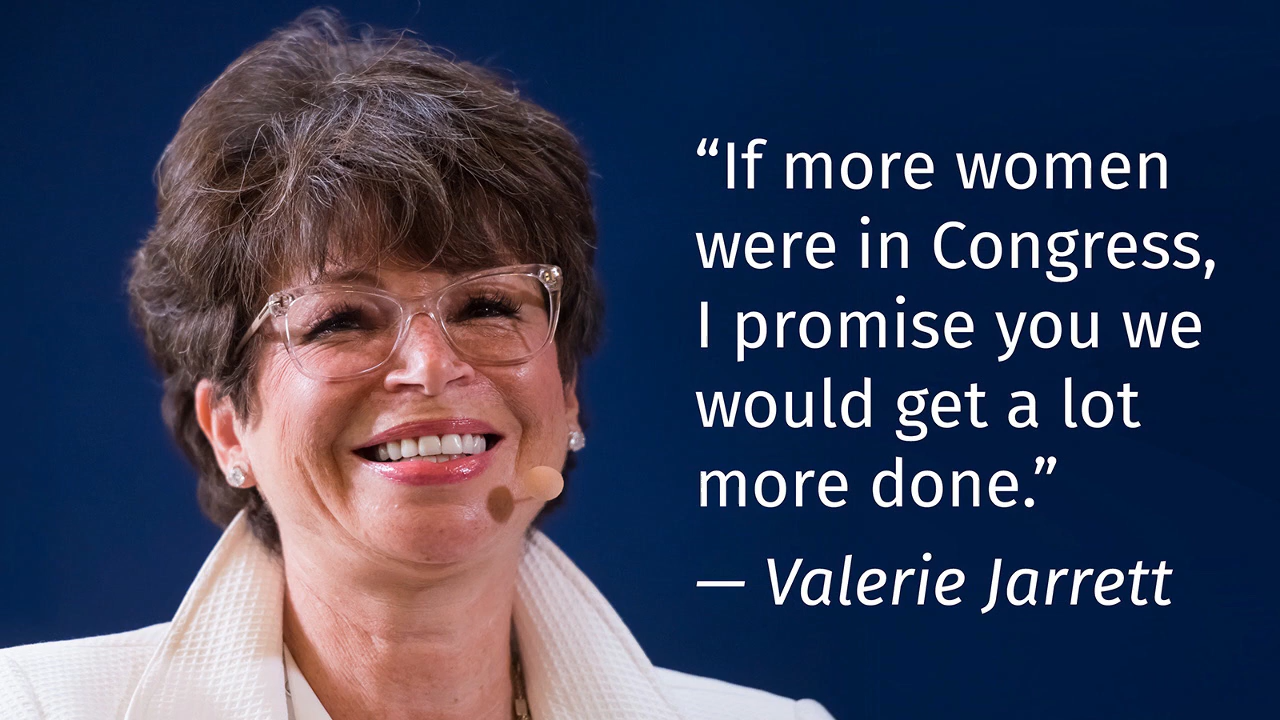 “If more women
were in Congress,
I promise you we
would get a lot
more done.”
— Valerie Jarrett